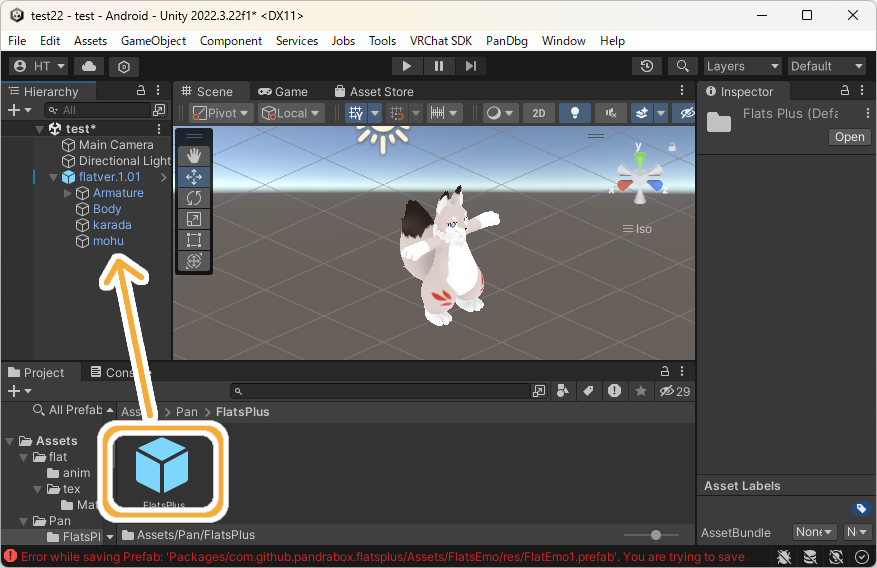 test22 - test - Android - Unity 2022.3.22f1* <DX11>
File Edit Assets GameObject Component Services Jobs Tools VRChat SDK PanDbg Window Help
HT Layers Default
Hierarchy
All
test*
Main Camera
Directional Light
flatver.1.01
Armature
Body
karada
mohu
Scene Game Asset Store
Pivot Local 2D
y
x
z
Iso
Inspector
Flats Plus (Defa
Open
Project Cons
29
All Prefab
Asse > Pan > FlatsPlus
Assets
flat
anim
tex
Mat
Pan
FlatsPl
FlatsPlus
Assets/Pan/FlatsPlus
Asset Labels
AssetBundle None N
Error while saving Prefab: 'Packages/com.github.pandrabox.flatsplus/Assets/FlatsEmo/res/FlatEmo1.prefab'. You are trying to save